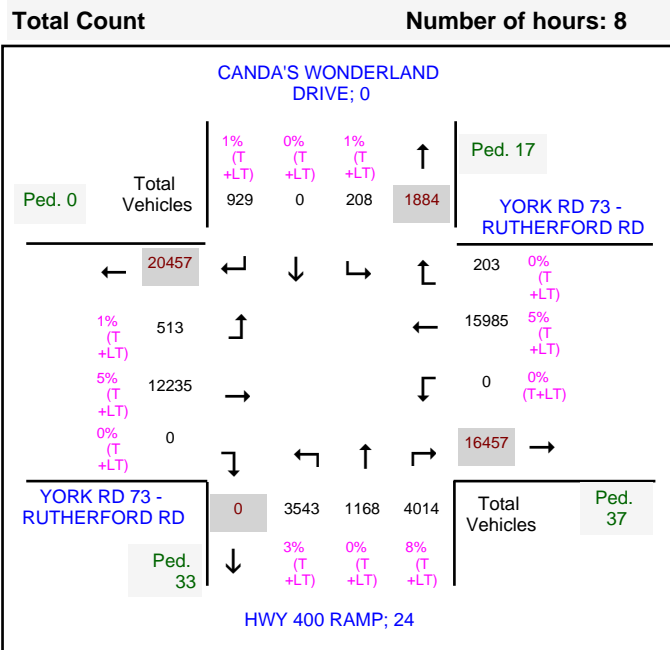 Total Count Number of hours: 8
CANDA'S WONDERLAND
DRIVE; 0
1% 0% 1%
(T (T (T
+LT) +LT) +LT)
Ped. 17
Ped. 0
Total
Vehicles
929 0 208 1884
YORK RD 73 -
RUTHERFORD RD
20457
203 0%
(T
+LT)
1%
(T
+LT)
513
15985 5%
(T
+LT)
5%
(T
+LT)
12235
0 0%
(T+LT)
0%
(T
+LT)
0
16457
YORK RD 73 -
RUTHERFORD RD
0 3543 1168 4014
Total
Vehicles
Ped.
37
Ped.
33
3% 0% 8%
(T (T (T
+LT) +LT) +LT)
HWY 400 RAMP; 24